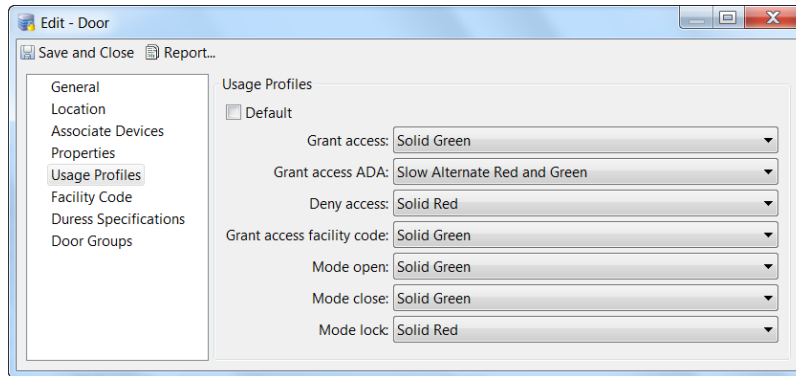 Edit - Door
Save and Close Report...
General
Location
Associate Devices
Properties
Usage Profiles
Facility Code
Duress Specifications
Door Groups
Usage Profiles
Default
Grant access: Solid Green
Grant access ADA: Slow Alternate Red and Green
Deny access: Solid Red
Grant access facility code: Solid Green
Mode open: Solid Green
Mode close: Solid Green
Mode lock: Solid Red